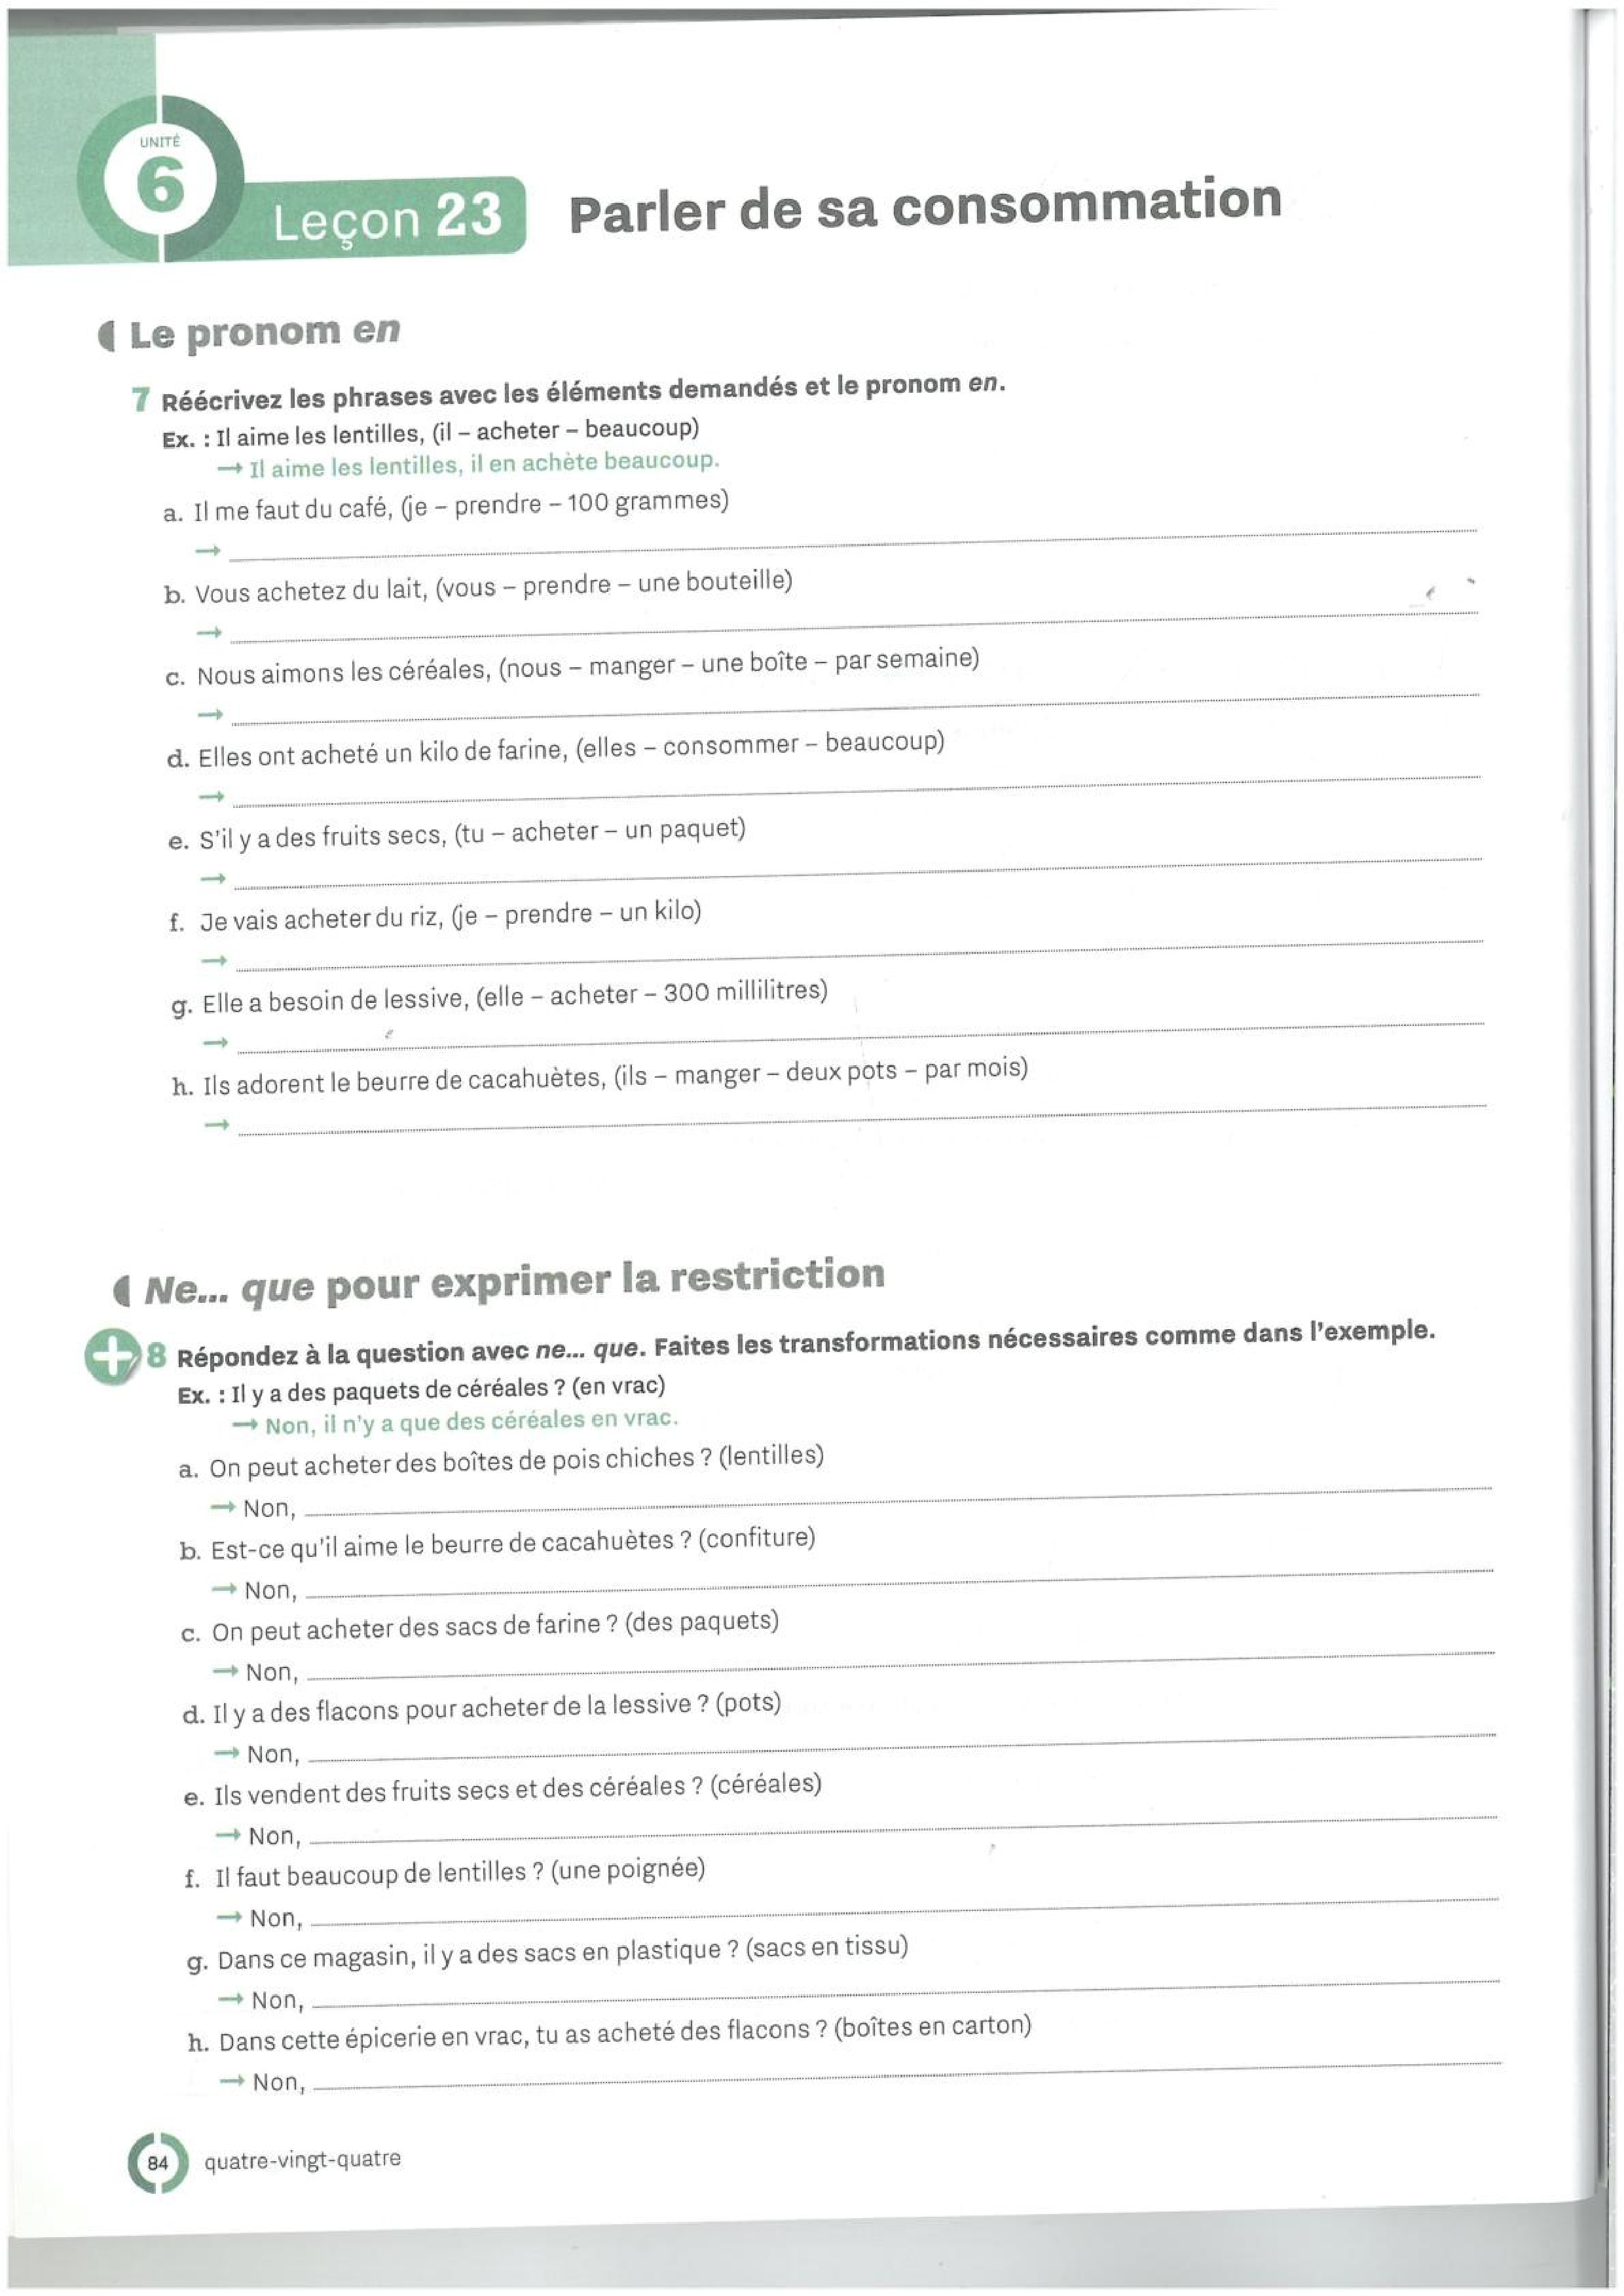 UNITÉ
6
Leçon 23
Parler de sa consommation
Le pronom en
7 Réécrivez les phrases avec les éléments demandés et le pronom en.
Ex. : Il aime les lentilles, (il – acheter – beaucoup)
→ Il aime les lentilles, il en achète beaucoup.
a. Il me faut du café, (je – prendre – 100 grammes)
→
b. Vous achetez du lait, (vous – prendre – une bouteille)
→
c. Nous aimons les céréales, (nous – manger – une boîte – par semaine)
→
d. Elles ont acheté un kilo de farine, (elles – consommer – beaucoup)
→
e. S'il y a des fruits secs, (tu – acheter – un paquet)
→
f. Je vais acheter du riz, (je – prendre – un kilo)
→
g. Elle a besoin de lessive, (elle – acheter – 300 millilitres)
→
h. Ils adorent le beurre de cacahuètes, (ils – manger – deux pots – par mois)
→
Ne... que pour exprimer la restriction
+ 8 Répondez à la question avec ne... que. Faites les transformations nécessaires comme dans l'exemple.
Ex. : Il y a des paquets de céréales ? (en vrac)
→ Non, il n'y a que des céréales en vrac.
a. On peut acheter des boîtes de pois chiches ? (lentilles)
→ Non,
b. Est-ce qu'il aime le beurre de cacahuètes ? (confiture)
→ Non,
c. On peut acheter des sacs de farine ? (des paquets)
→ Non,
d. Il y a des flacons pour acheter de la lessive ? (pots)
→ Non,
e. Ils vendent des fruits secs et des céréales ? (céréales)
→ Non,
f. Il faut beaucoup de lentilles ? (une poignée)
→ Non,
g. Dans ce magasin, il y a des sacs en plastique ? (sacs en tissu)
→ Non,
h. Dans cette épicerie en vrac, tu as acheté des flacons ? (boîtes en carton)
→ Non,
84 quatre-vingt-quatre